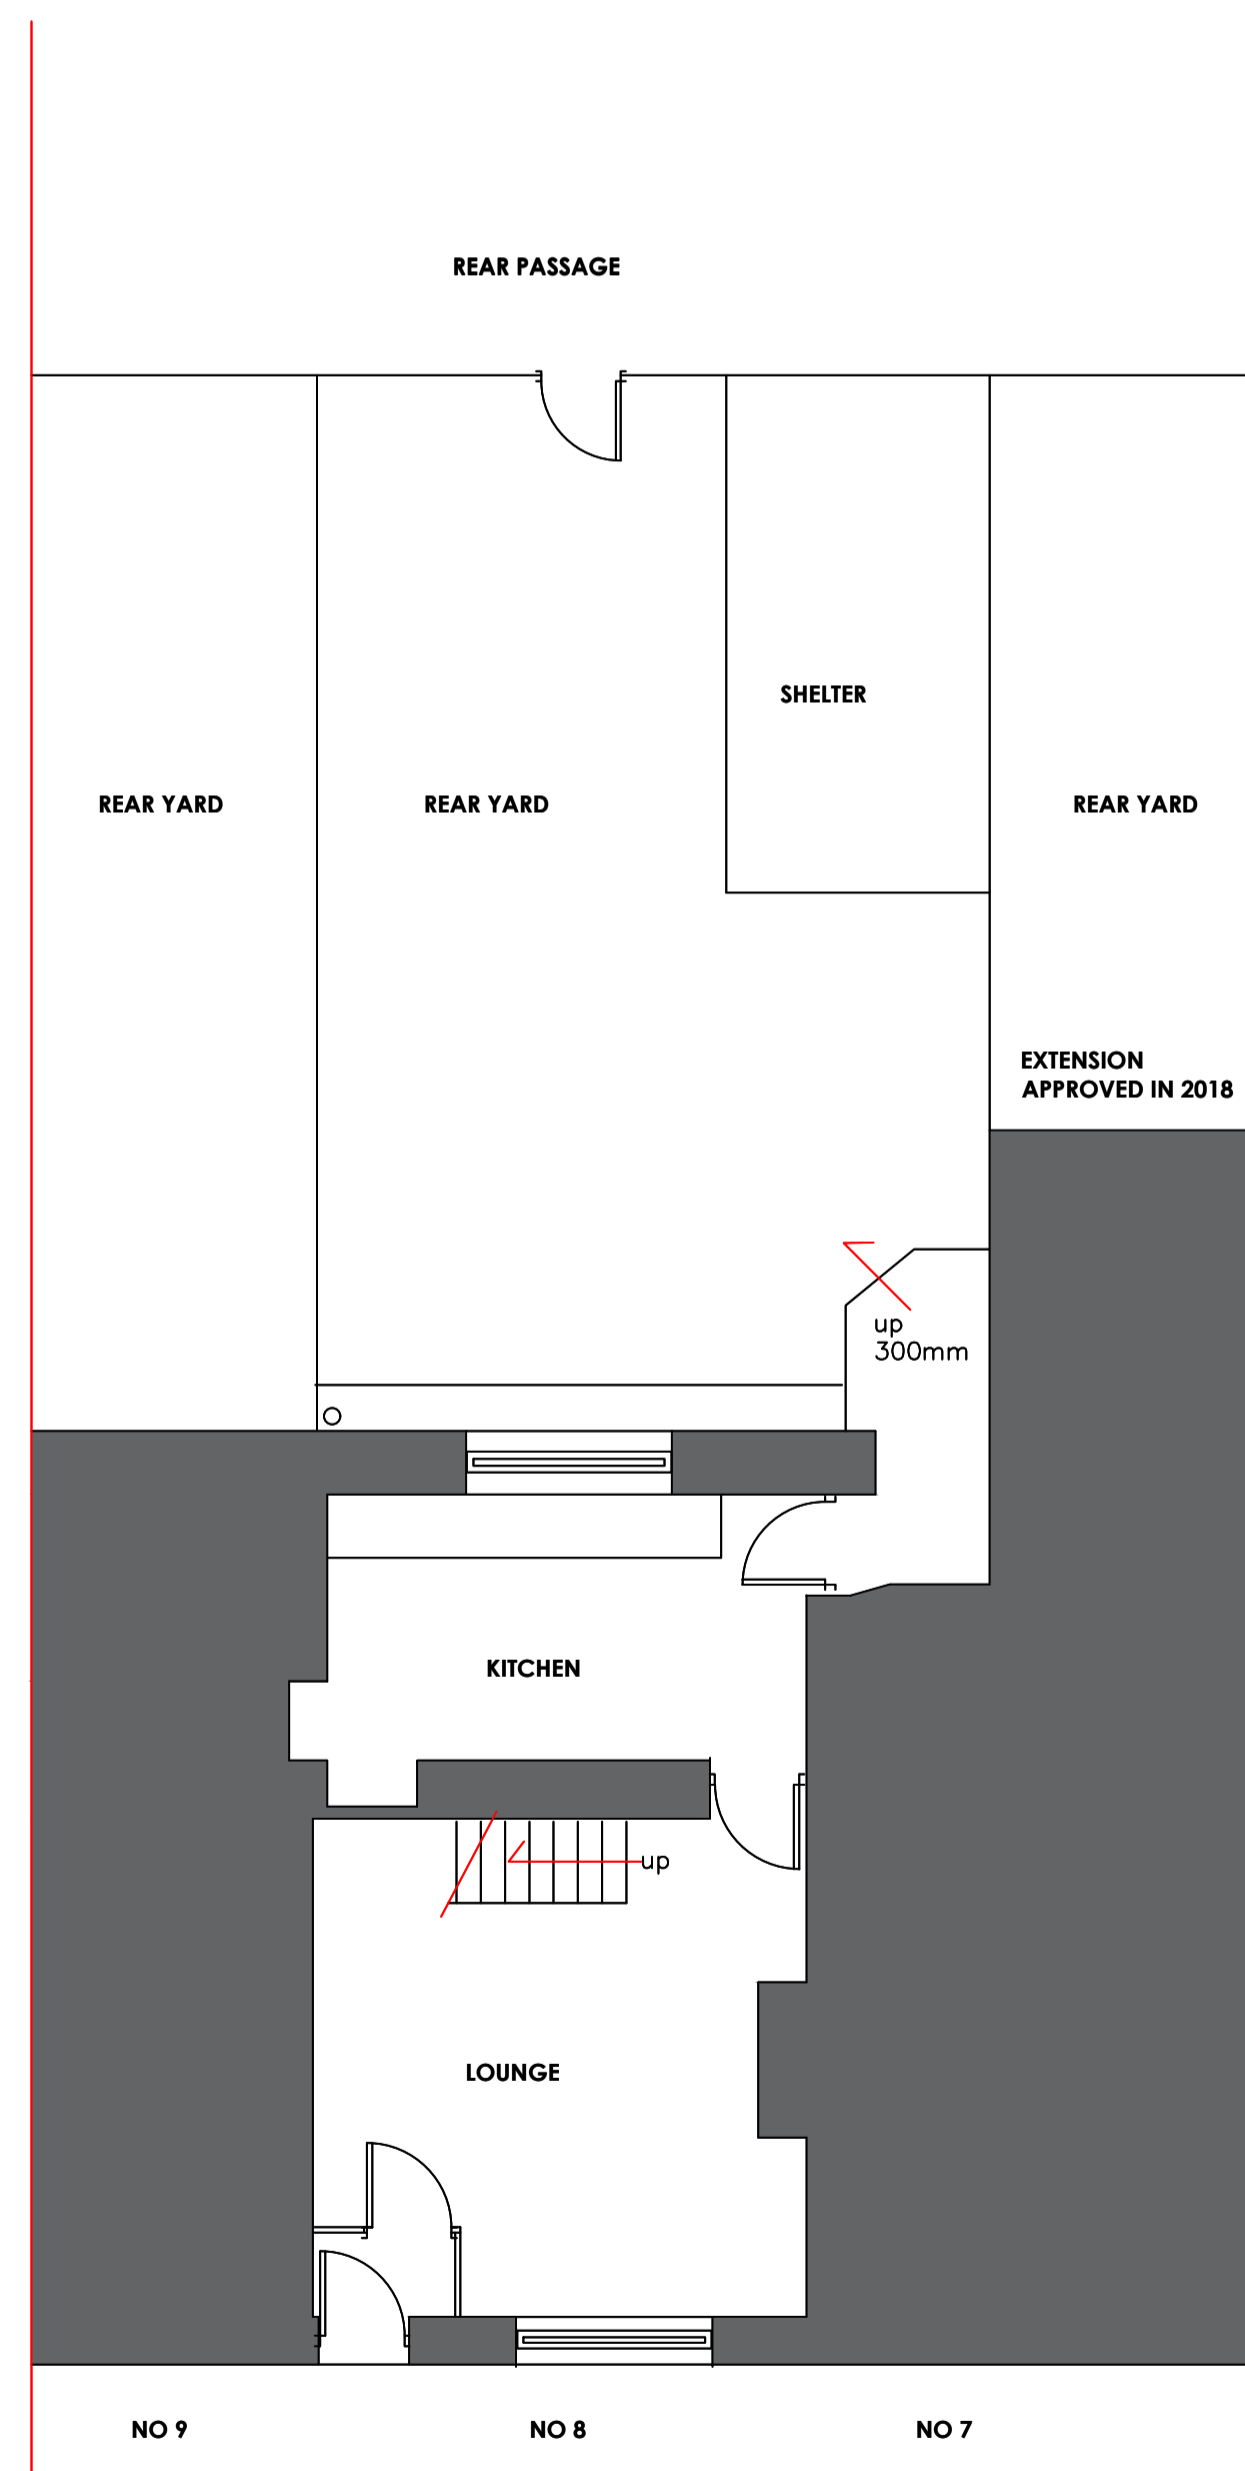 REAR PASSAGE
SHELTER
REAR YARD
REAR YARD
REAR YARD
EXTENSION
APPROVED IN 2018
up
300mm
KITCHEN
up
LOUNGE
NO 9
NO 8
NO 7